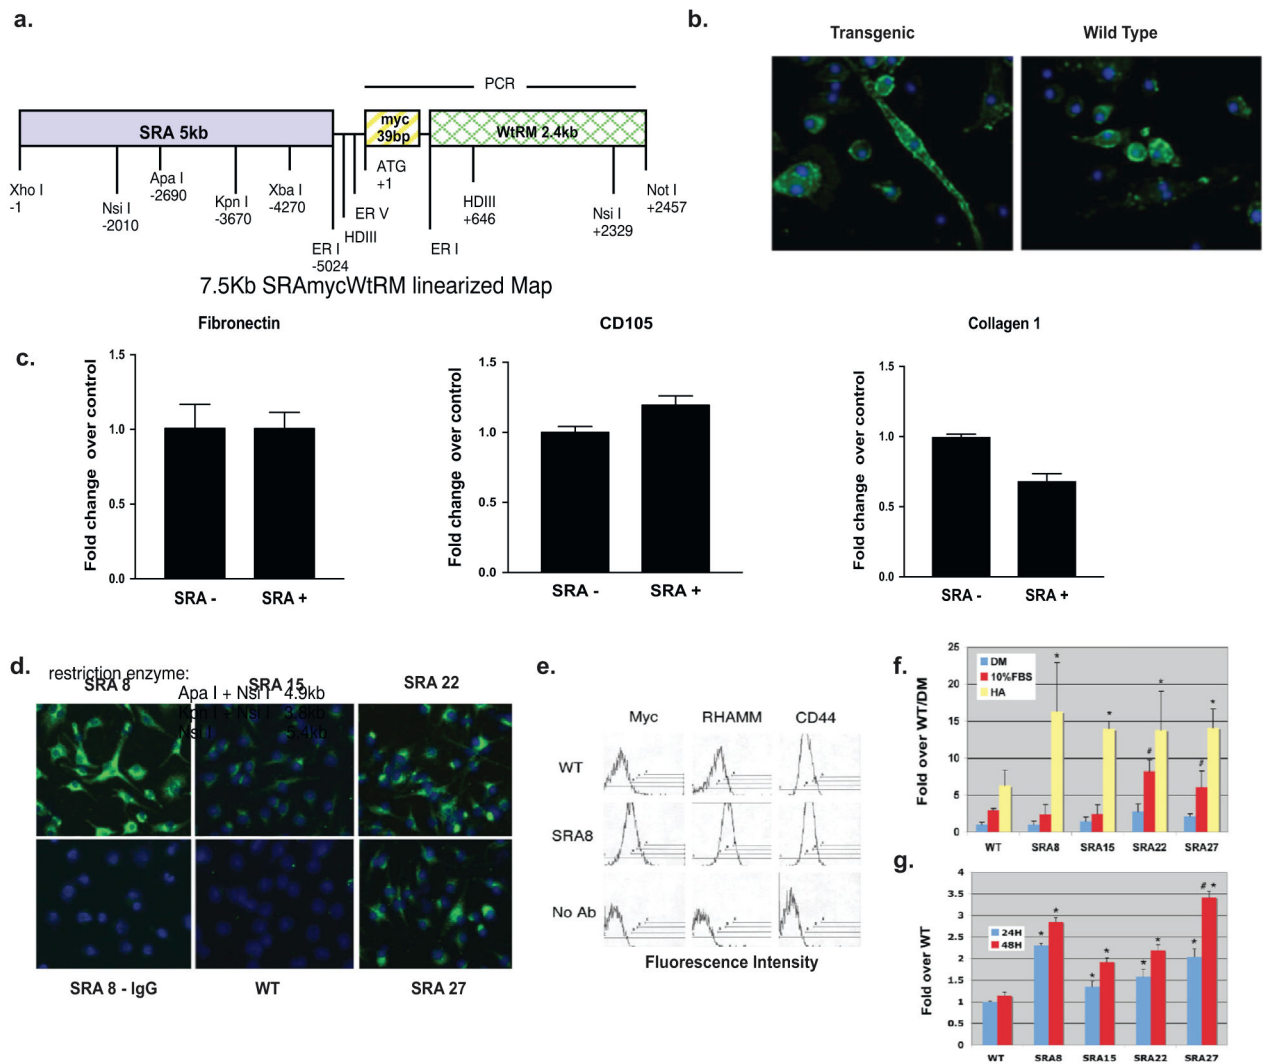 a.
PCR
SRA 5kb
myc
39bp
WtRM 2.4kb
Xho I
-1
Nsi I
-2010
Apa I
-2690
Kpn I
-3670
Xba I
-4270
ER I
-5024
HDIII
ER V
ATG
+1
ER I
HDIII
+646
Nsi I
+2329
Not I
+2457
7.5Kb SRAmycWtRM linearized Map
b.
Transgenic
Wild Type
c.
Fibronectin
Fold change over control
1.5
1.0
0.5
0.0
SRA -
SRA +
CD105
Fold change over control
1.5
1.0
0.5
0.0
SRA -
SRA +
Collagen 1
Fold change over control
1.5
1.0
0.5
0.0
SRA -
SRA +
d.
restriction enzyme:
SRA 8
SRA 15
SRA 22
Apa I + Nsi I 4.9kb
Kpn I + Nsi I 3.8kb
Nsi I 5.4kb
SRA 8 - IgG
WT
SRA 27
e.
Myc
RHAMM
CD44
WT
SRA8
No Ab
Fluorescence Intensity
f.
Fold over WT/DM
25
20
15
10
5
0
DM
10%FBS
HA
*
*
*
*
#
#
WT
SRA8
SRA15
SRA22
SRA27
g.
Fold over WT
4
3.5
3
2.5
2
1.5
1
0.5
0
24H
48H
*
*
*
*
*
*
*
# *
WT
SRA8
SRA15
SRA22
SRA27